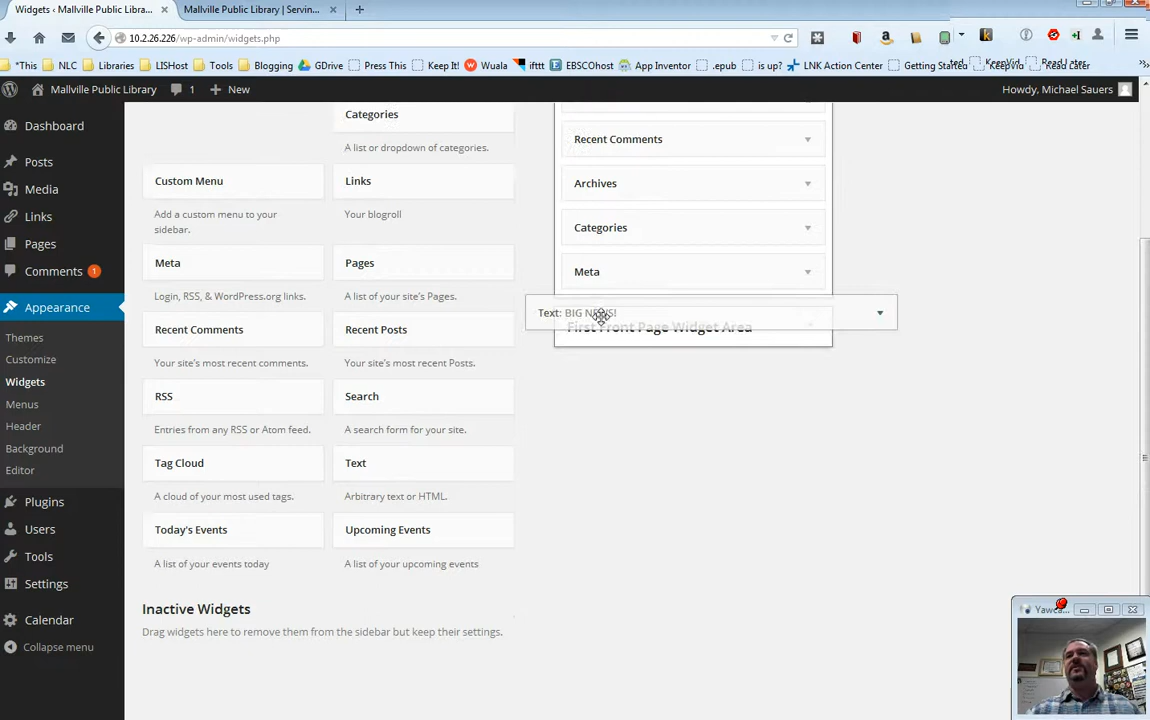 Widgets ‹ Mallville Public Libra...
Mallville Public Library | Servin...
10.2.26.226/wp-admin/widgets.php
*This
NLC
Libraries
LISHost
Tools
Blogging
GDrive
Press This
Keep It!
Wuala
ifttt
EBSCOhost
App Inventor
.epub
is up?
LNK Action Center
Getting Started
Mallville Public Library
1
New
Howdy, Michael Sauers
Dashboard
Posts
Media
Links
Pages
Comments 1
Appearance
Themes
Customize
Widgets
Menus
Header
Background
Editor
Plugins
Users
Tools
Settings
Calendar
Collapse menu
Categories
A list or dropdown of categories.
Custom Menu
Add a custom menu to your
sidebar.
Links
Your blogroll
Meta
Login, RSS, & WordPress.org links.
Pages
A list of your site's Pages.
Recent Comments
Your site's most recent comments.
Recent Posts
Your site's most recent Posts.
RSS
Entries from any RSS or Atom feed.
Search
A search form for your site.
Tag Cloud
A cloud of your most used tags.
Text
Arbitrary text or HTML.
Today's Events
A list of your events today
Upcoming Events
A list of your upcoming events
Inactive Widgets
Drag widgets here to remove them from the sidebar but keep their settings.
Recent Comments
Archives
Categories
Meta
Text: BIG NEWS!
First Front Page Widget Area